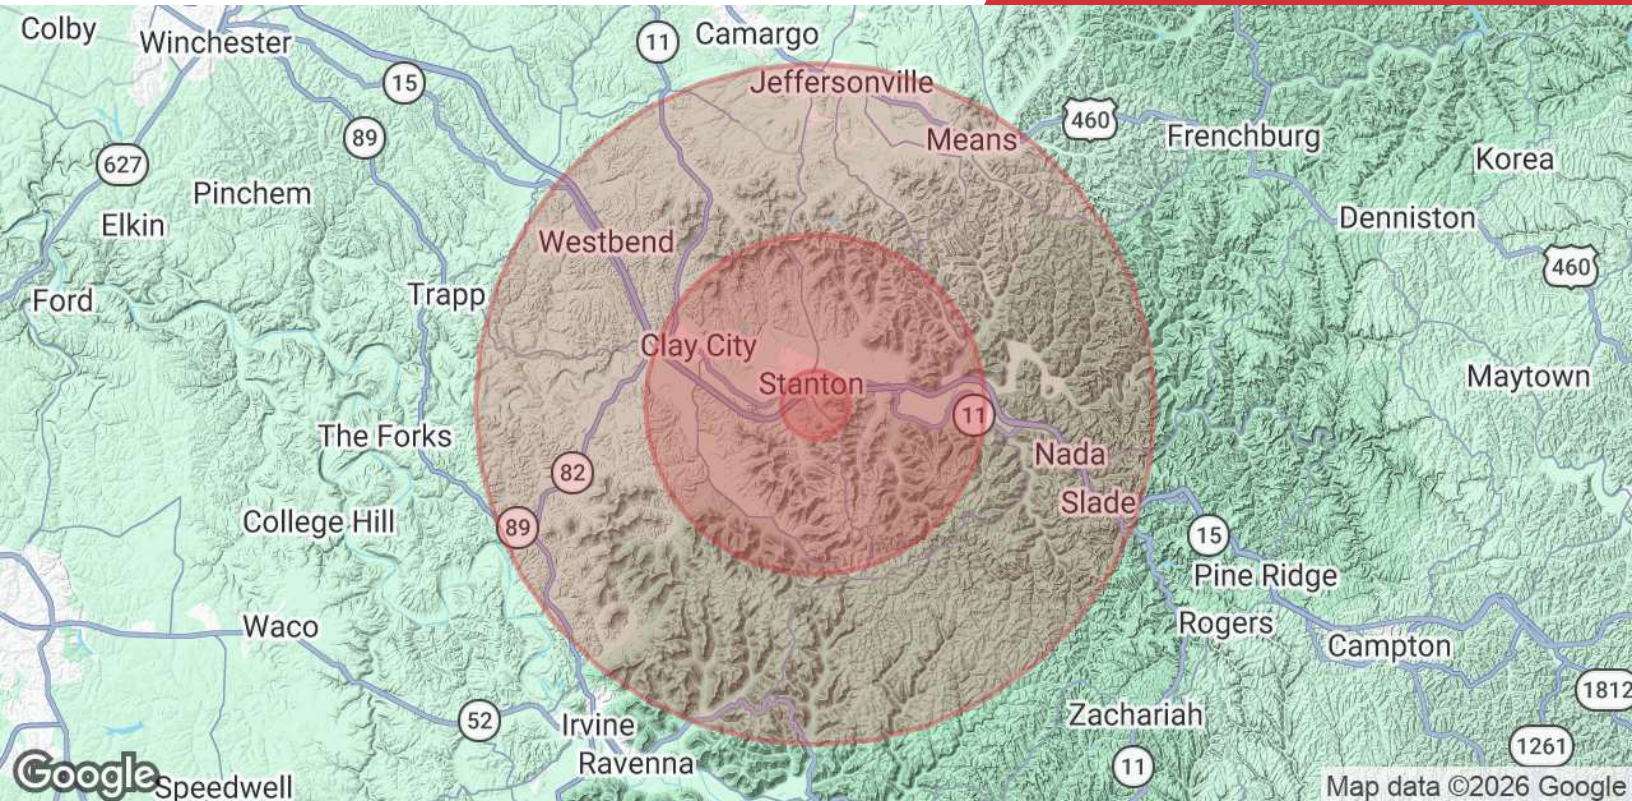 Colby
Winchester
11
Camargo
15
Jeffersonville
89
460
Means
Frenchburg
627
Korea
Pinchem
Elkin
Denniston
Westbend
460
Trapp
Ford
Clay City
Stanton
Maytown
11
The Forks
Nada
82
Slade
College Hill
89
15
Pine Ridge
Waco
Rogers
Campton
1812
52
Irvine
Zachariah
1261
Ravenna
11
Google
Speedwell
Map data ©2026 Google